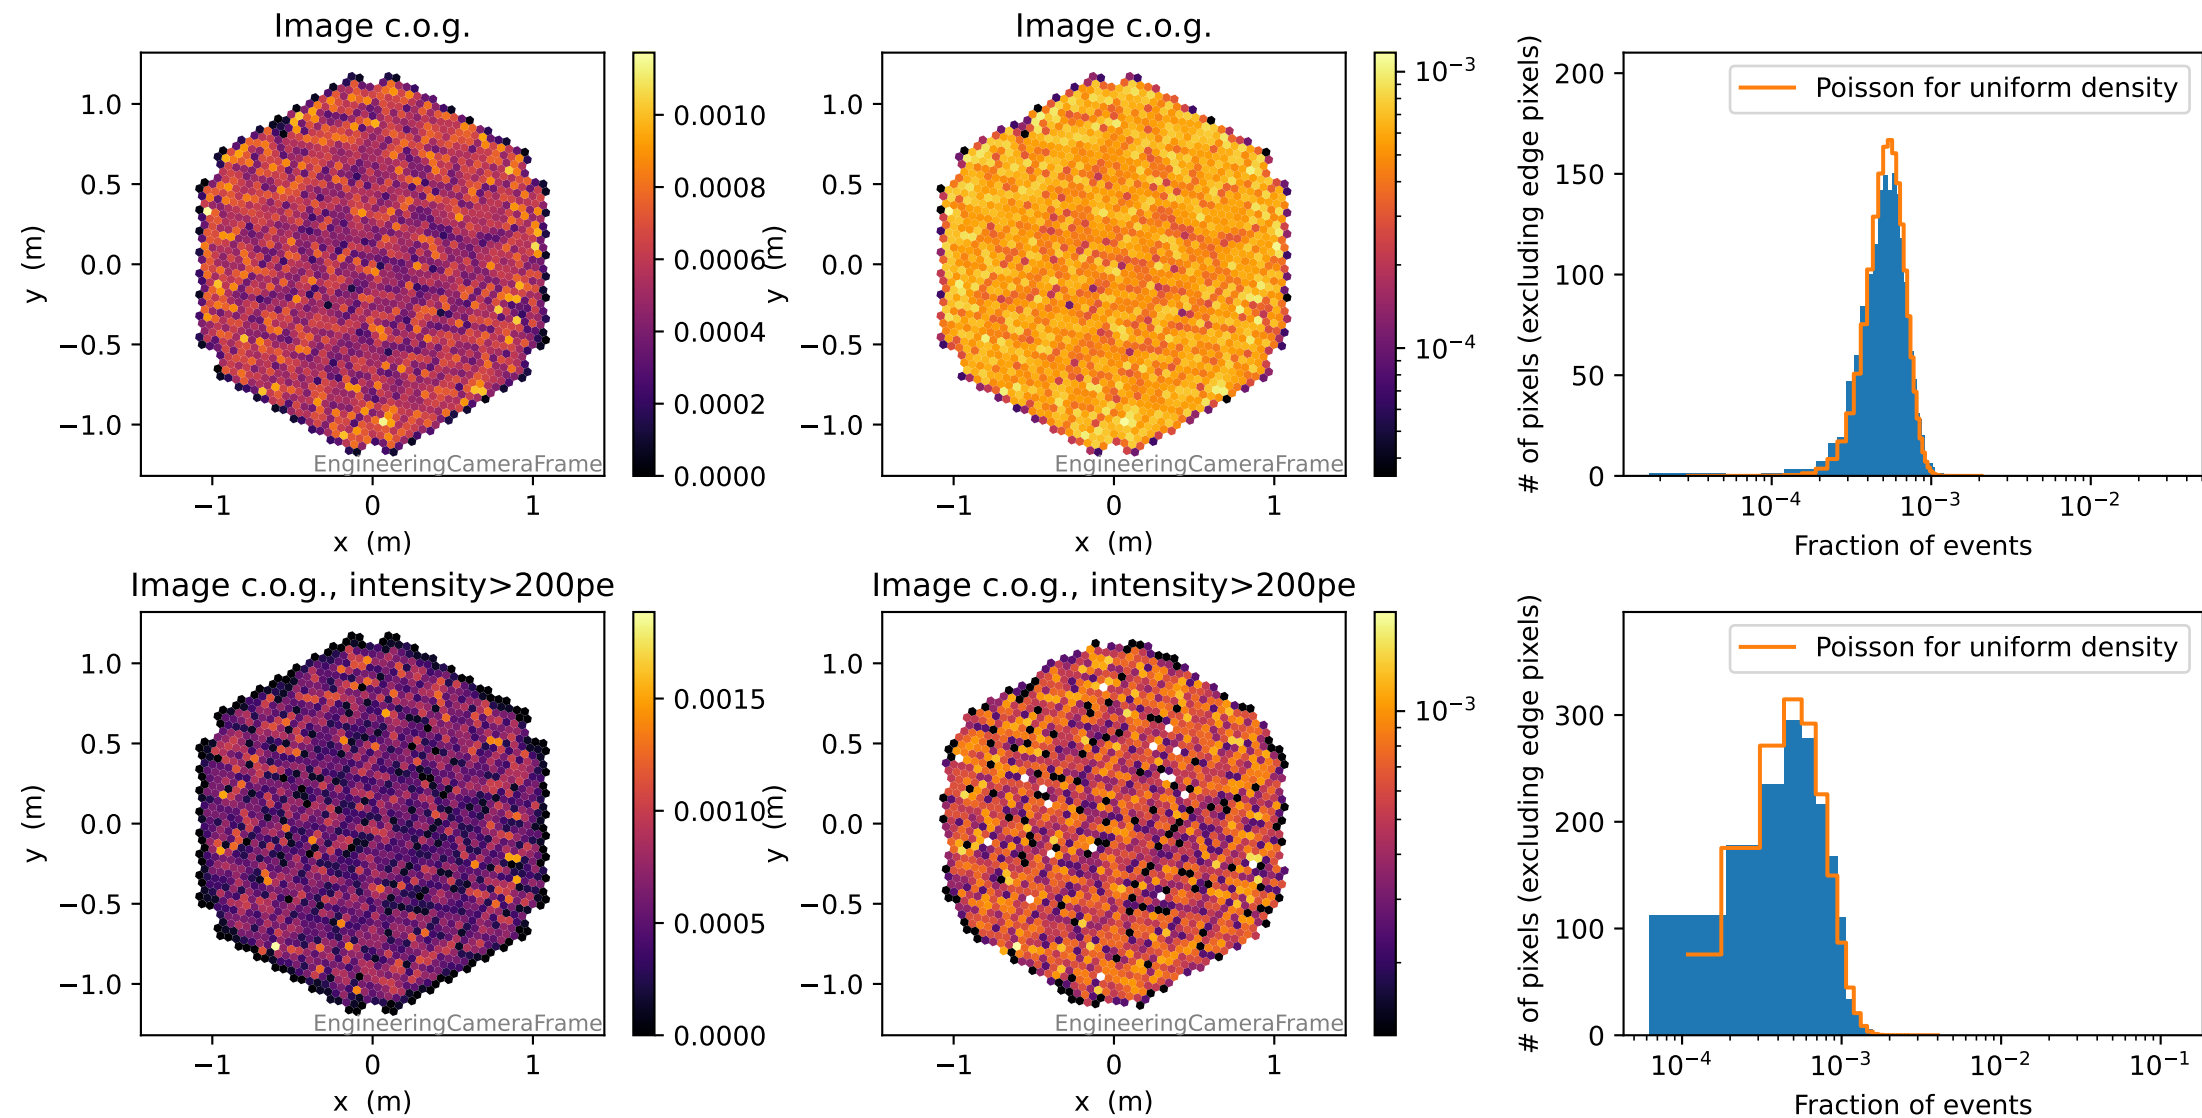 Image c.o.g.
1.0
0.5
0.0
−0.5
−1.0
y (m)
−1
0
1
x (m)
EngineeringCameraFrame
0.0010
0.0008
0.0006
0.0004
0.0002
0.0000
Image c.o.g.
1.0
0.5
0.0
−0.5
−1.0
y (m)
−1
0
1
x (m)
EngineeringCameraFrame
10⁻³
10⁻⁴
# of pixels (excluding edge pixels)
200
150
100
50
0
Poisson for uniform density
10⁻⁴
10⁻³
10⁻²
Fraction of events
Image c.o.g., intensity>200pe
1.0
0.5
0.0
−0.5
−1.0
y (m)
−1
0
1
x (m)
EngineeringCameraFrame
0.0015
0.0010
0.0005
0.0000
Image c.o.g., intensity>200pe
1.0
0.5
0.0
−0.5
−1.0
y (m)
−1
0
1
x (m)
EngineeringCameraFrame
10⁻³
# of pixels (excluding edge pixels)
300
200
100
0
Poisson for uniform density
10⁻⁴
10⁻³
10⁻²
10⁻¹
Fraction of events